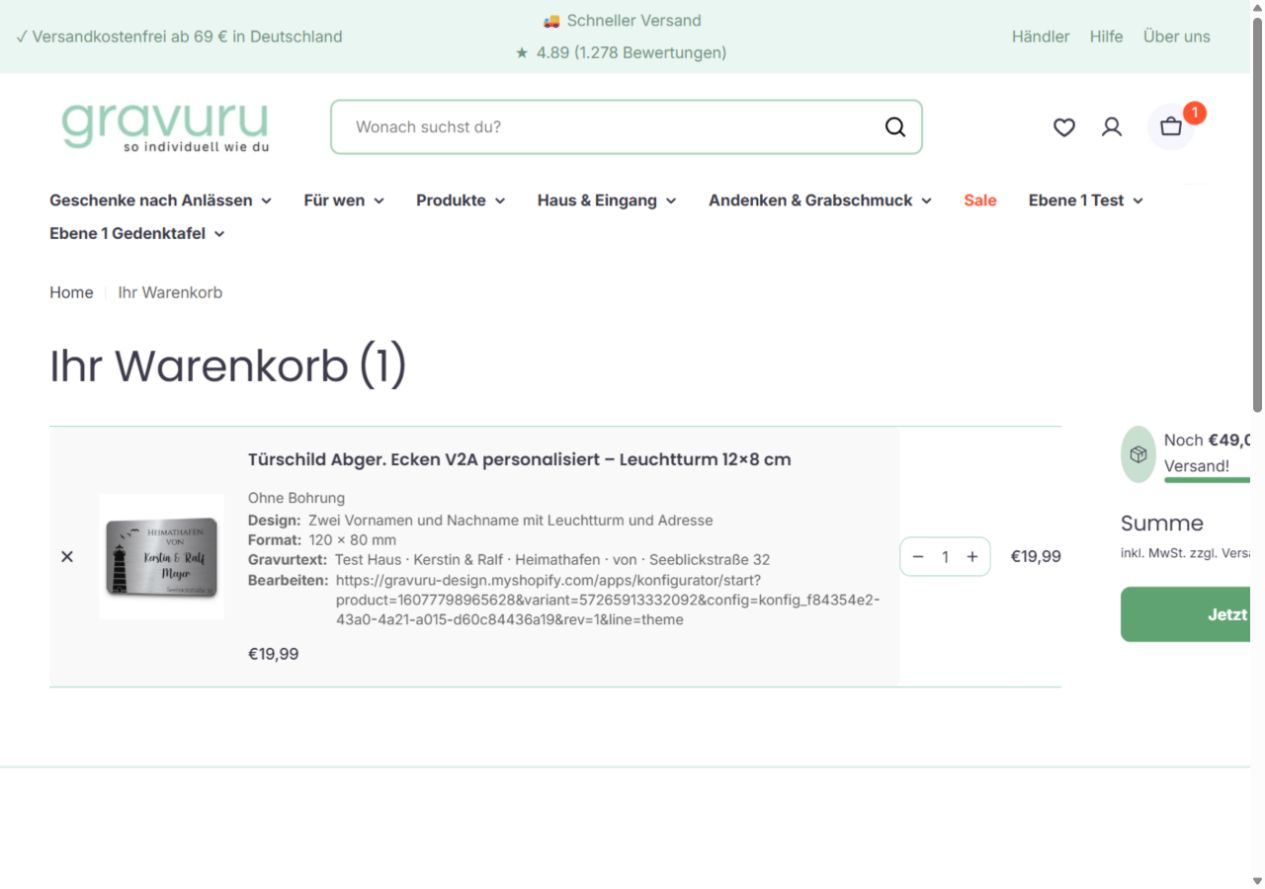 ✓ Versandkostenfrei ab 69 € in Deutschland
🚚 Schneller Versand
★ 4.89 (1.278 Bewertungen)
Händler Hilfe Über uns
gravuru
so individuell wie du
Wonach suchst du?
1
Geschenke nach Anlässen Für wen Produkte Haus & Eingang Andenken & Grabschmuck Sale Ebene 1 Test
Ebene 1 Gedenktafel
Home Ihr Warenkorb
Ihr Warenkorb (1)
Türschild Abger. Ecken V2A personalisiert – Leuchtturm 12×8 cm
Ohne Bohrung
Design: Zwei Vornamen und Nachname mit Leuchtturm und Adresse
Format: 120 × 80 mm
Gravurtext: Test Haus · Kerstin & Ralf · Heimathafen · von · Seeblickstraße 32
Bearbeiten: https://gravuru-design.myshopify.com/apps/konfigurator/start?
product=16077798965628&variant=57265913332092&config=konfig_f84354e2-
43a0-4a21-a015-d60c84436a19&rev=1&line=theme
€19,99
HEIMATHAFEN
VON
Kerstin & Ralf
Meyer
− 1 +
€19,99
Noch €49,0
Versand!
Summe
inkl. MwSt. zzgl. Versa
Jetzt